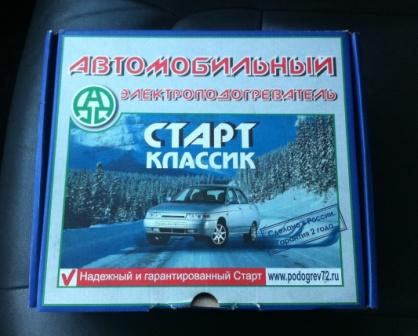 АВТОМОБИЛЬНЫЙ
ЭЛЕКТРОПОДОГРЕВАТЕЛЬ
СТАРТ
КЛАССИК
Сделано в России.
Гарантия 2 года.
Надежный и гарантированный Старт
www.podogrev72.ru